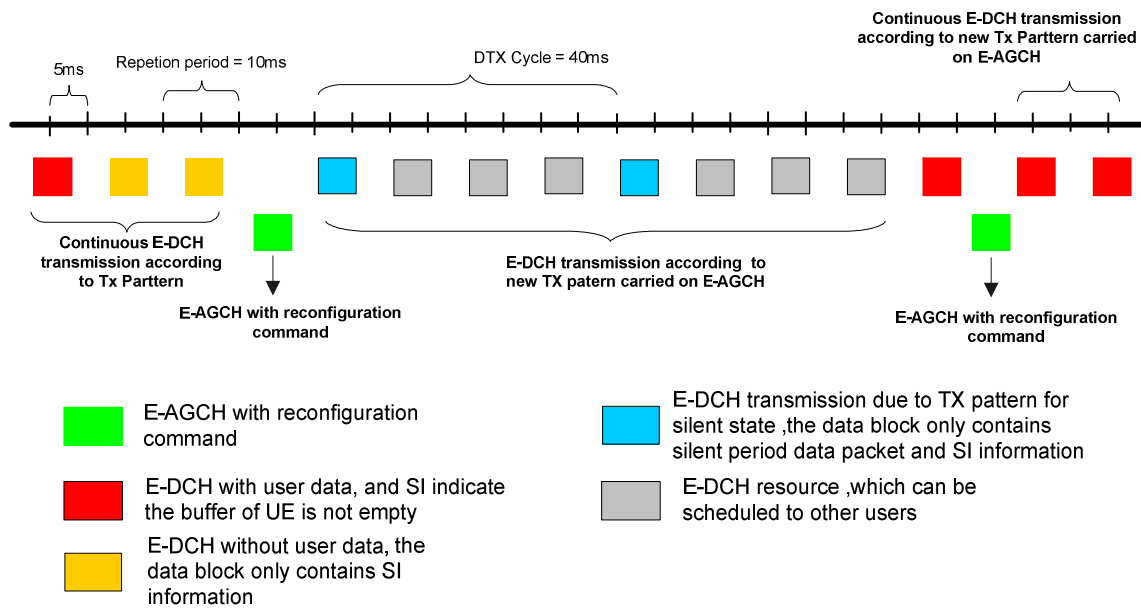 5ms
Repetion period = 10ms
DTX Cycle = 40ms
Continuous E-DCH transmission
according to new Tx Parttern carried
on E-AGCH
Continuous E-DCH
transmission according
to Tx Parttern
E-AGCH with reconfiguration
command
E-DCH transmission according to
new TX patern carried on E-AGCH
E-AGCH with reconfiguration
command
E-AGCH with reconfiguration
command
E-DCH with user data, and SI indicate
the buffer of UE is not empty
E-DCH without user data, the
data block only contains SI
information
E-DCH transmission due to TX pattern for
silent state ,the data block only contains
silent period data packet and SI information
E-DCH resource ,which can be
scheduled to other users